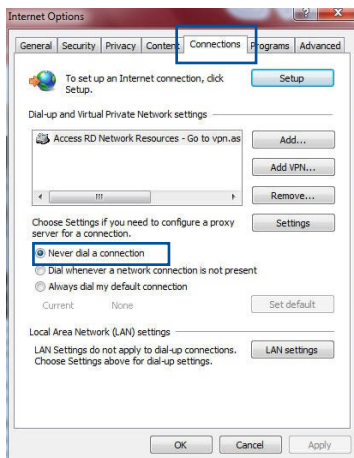 Internet Options
General Security Privacy Content Connections Programs Advanced
To set up an Internet connection, click
Setup.
Setup
Dial-up and Virtual Private Network settings
Access RD Network Resources - Go to vpn.as
Add...
Add VPN...
Remove...
Choose Settings if you need to configure a proxy
server for a connection.
Settings
Never dial a connection
Dial whenever a network connection is not present
Always dial my default connection
Current None
Set default
Local Area Network (LAN) settings
LAN Settings do not apply to dial-up connections.
Choose Settings above for dial-up settings.
LAN settings
OK Cancel Apply